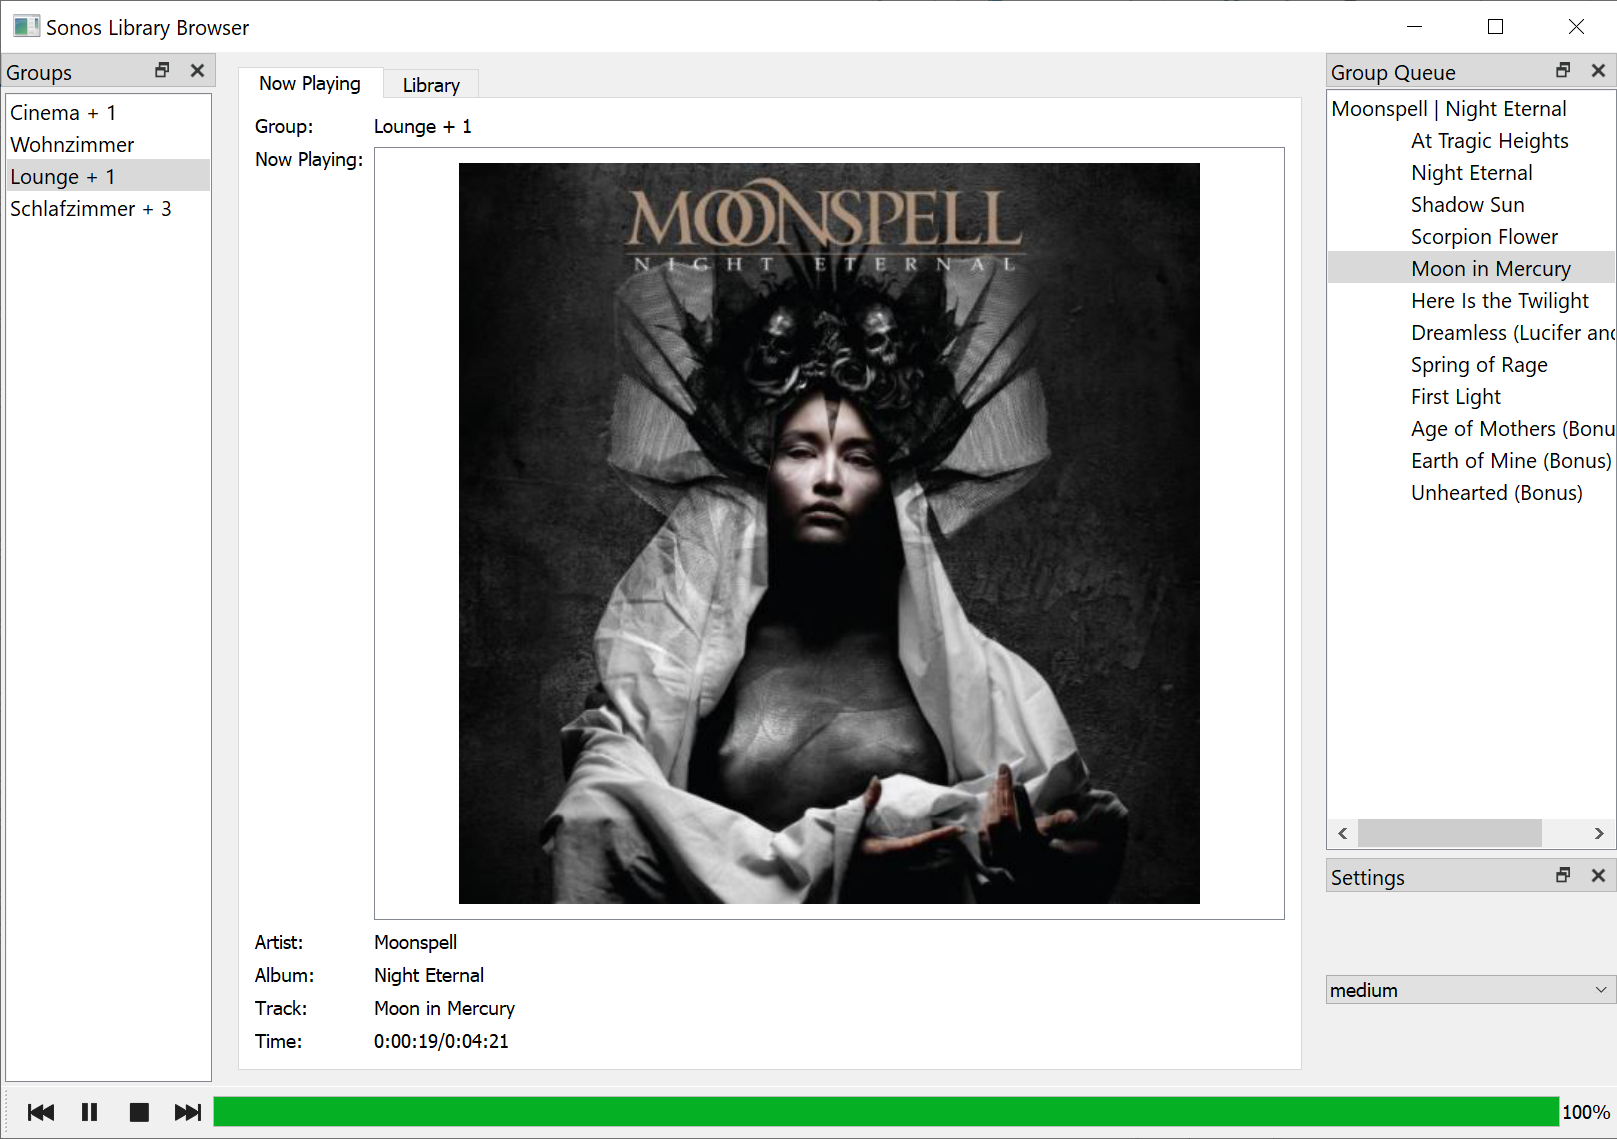 Sonos Library Browser
Groups
Cinema + 1
Wohnzimmer
Lounge + 1
Schlafzimmer + 3
Now Playing
Library
Group:
Lounge + 1
Now Playing:
MOONSPELL
NIGHT ETERNAL
Artist:
Moonspell
Album:
Night Eternal
Track:
Moon in Mercury
Time:
0:00:19/0:04:21
Group Queue
Moonspell | Night Eternal
At Tragic Heights
Night Eternal
Shadow Sun
Scorpion Flower
Moon in Mercury
Here Is the Twilight
Dreamless (Lucifer and
Spring of Rage
First Light
Age of Mothers (Bonu
Earth of Mine (Bonus)
Unhearted (Bonus)
Settings
medium
100%